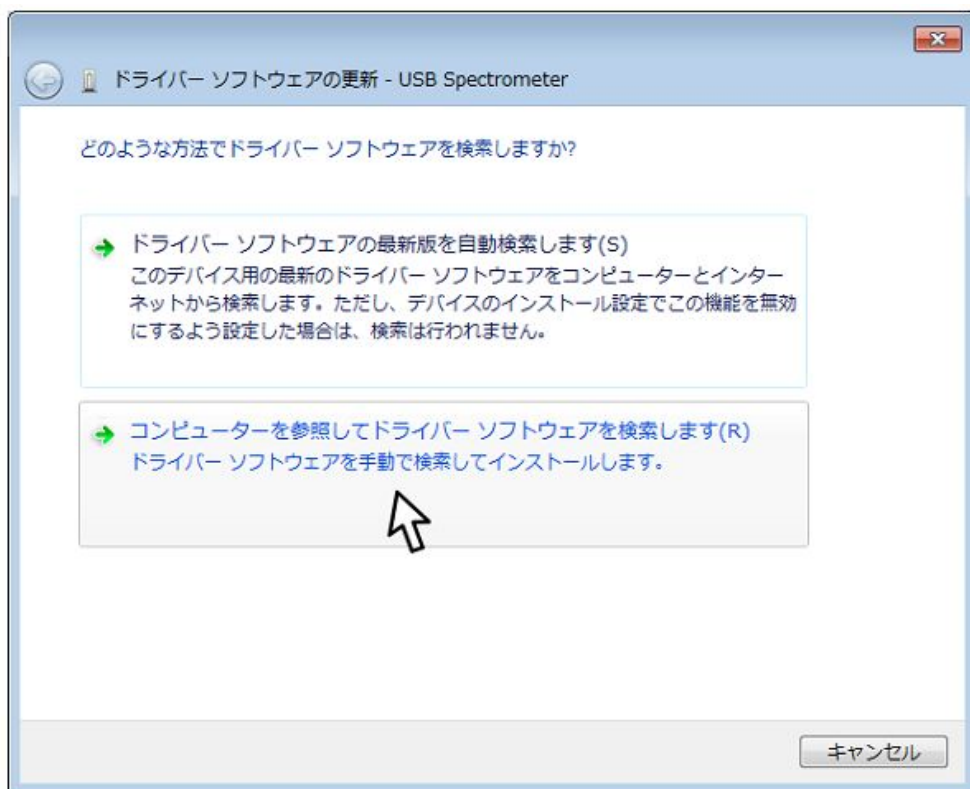 ドライバー ソフトウェアの更新 - USB Spectrometer
どのような方法でドライバー ソフトウェアを検索しますか?
ドライバー ソフトウェアの最新版を自動検索します(S)
このデバイス用の最新のドライバー ソフトウェアをコンピューターとインター
ネットから検索します。ただし、デバイスのインストール設定でこの機能を無効
にするよう設定した場合は、検索は行われません。
コンピューターを参照してドライバー ソフトウェアを検索します(R)
ドライバー ソフトウェアを手動で検索してインストールします。
キャンセル